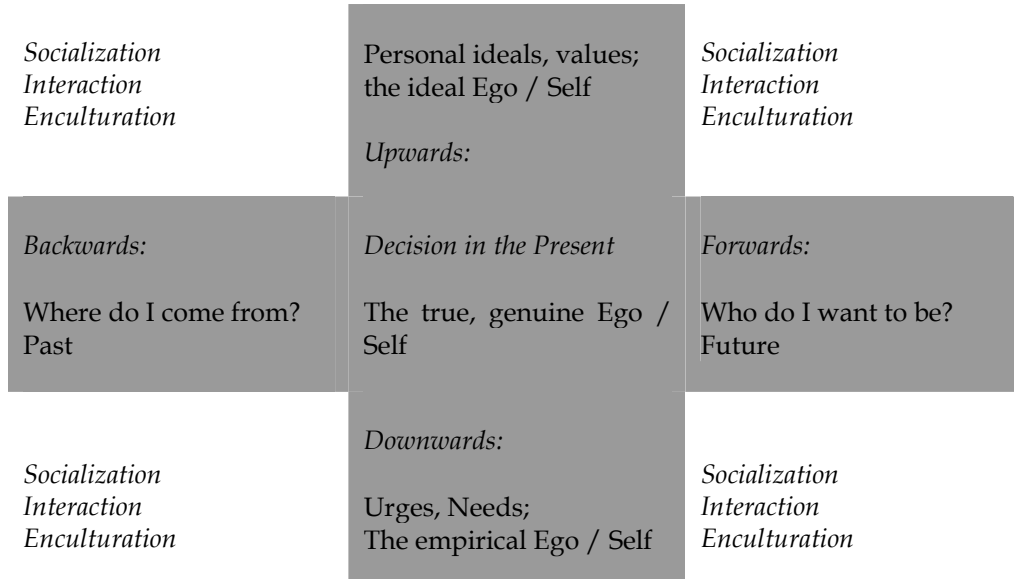 Socialization
Interaction
Enculturation
Personal ideals, values;
the ideal Ego / Self
Upwards:
Socialization
Interaction
Enculturation
Backwards:
Where do I come from?
Past
Decision in the Present
The true, genuine Ego /
Self
Forwards:
Who do I want to be?
Future
Socialization
Interaction
Enculturation
Downwards:
Urges, Needs;
The empirical Ego / Self
Socialization
Interaction
Enculturation